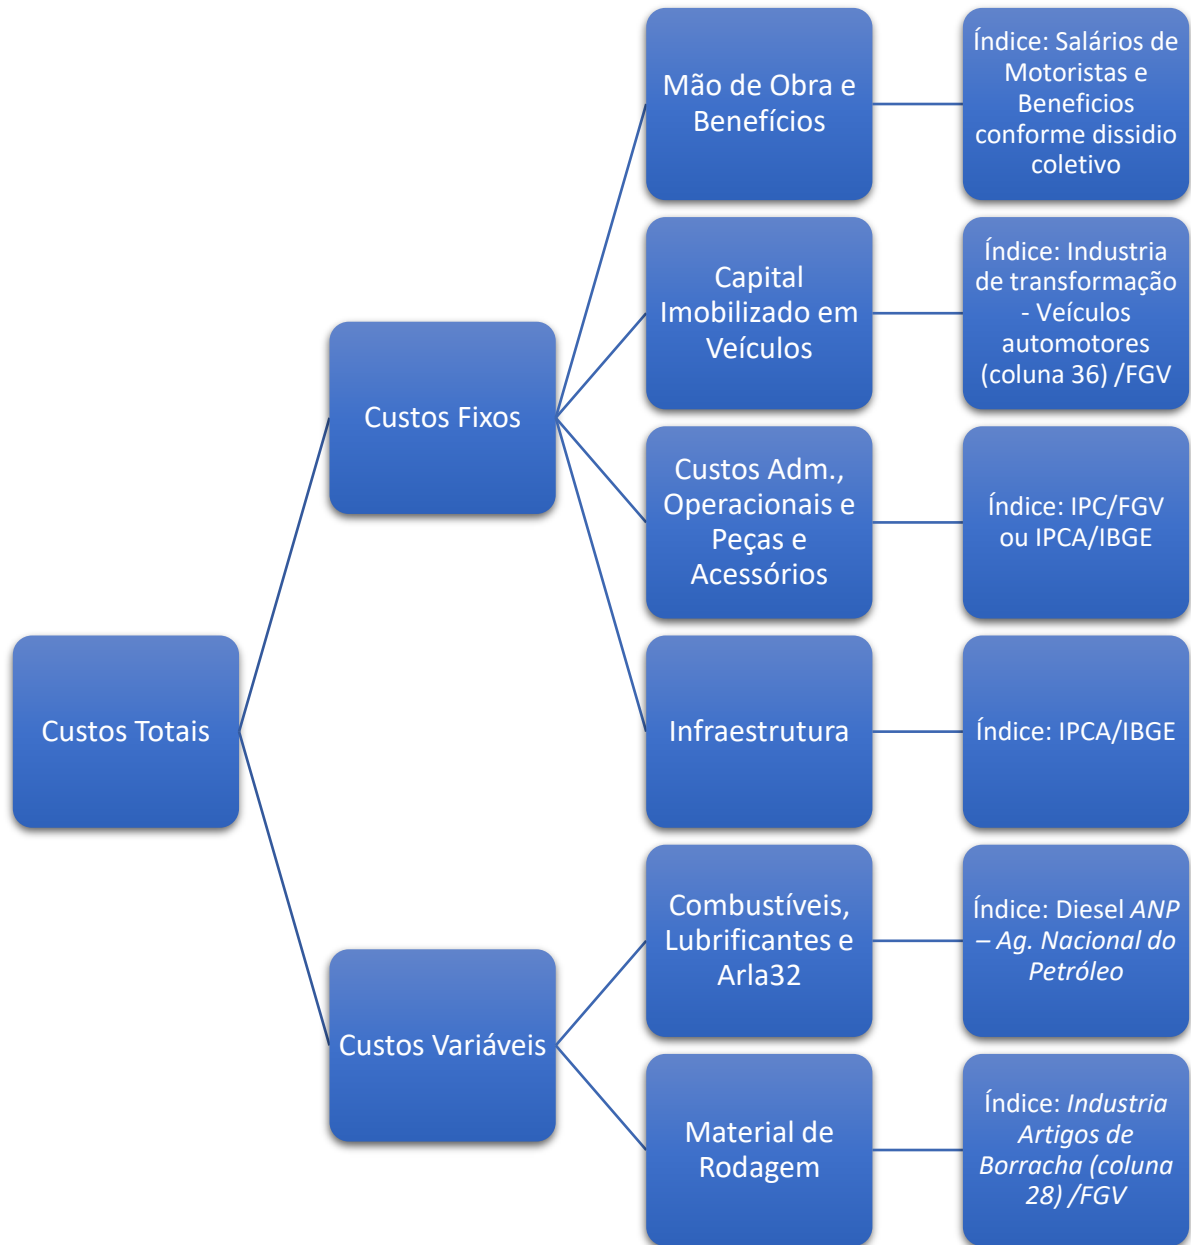 Mão de Obra e
Benefícios
Índice: Salários de
Motoristas e
Beneficios
conforme dissidio
coletivo
Capital
Imobilizado em
Veículos
Índice: Industria
de transformação
- Veículos
automotores
(coluna 36) /FGV
Custos Fixos
Custos Adm.,
Operacionais e
Peças e
Acessórios
Índice: IPC/FGV
ou IPCA/IBGE
Custos Totais
Infraestrutura
Índice: IPCA/IBGE
Combustíveis,
Lubrificantes e
Arla32
Índice: Diesel ANP
– Ag. Nacional do
Petróleo
Custos Variáveis
Material de
Rodagem
Índice: Industria
Artigos de
Borracha (coluna
28) /FGV